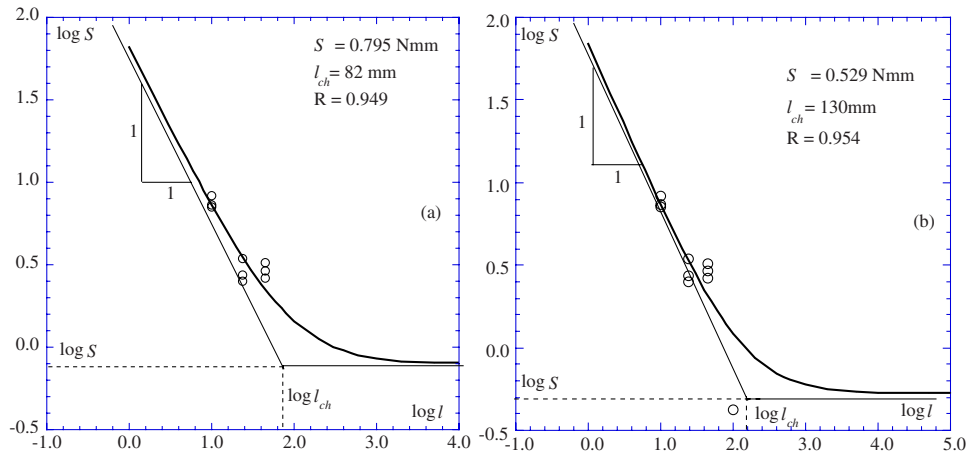 2.0
log S
S = 0.795 Nmm
l_ch = 82 mm
R = 0.949
1.5
1
1
1.0
(a)
0.5
0.0
log S
log l_ch
log l
-0.5
-1.0 0.0 1.0 2.0 3.0 4.0
2.0
log S
S = 0.529 Nmm
l_ch = 130mm
R = 0.954
1.5
1
1
1.0
(b)
0.5
0.0
log S
log l_ch
log l
-0.5
-1.0 0.0 1.0 2.0 3.0 4.0 5.0